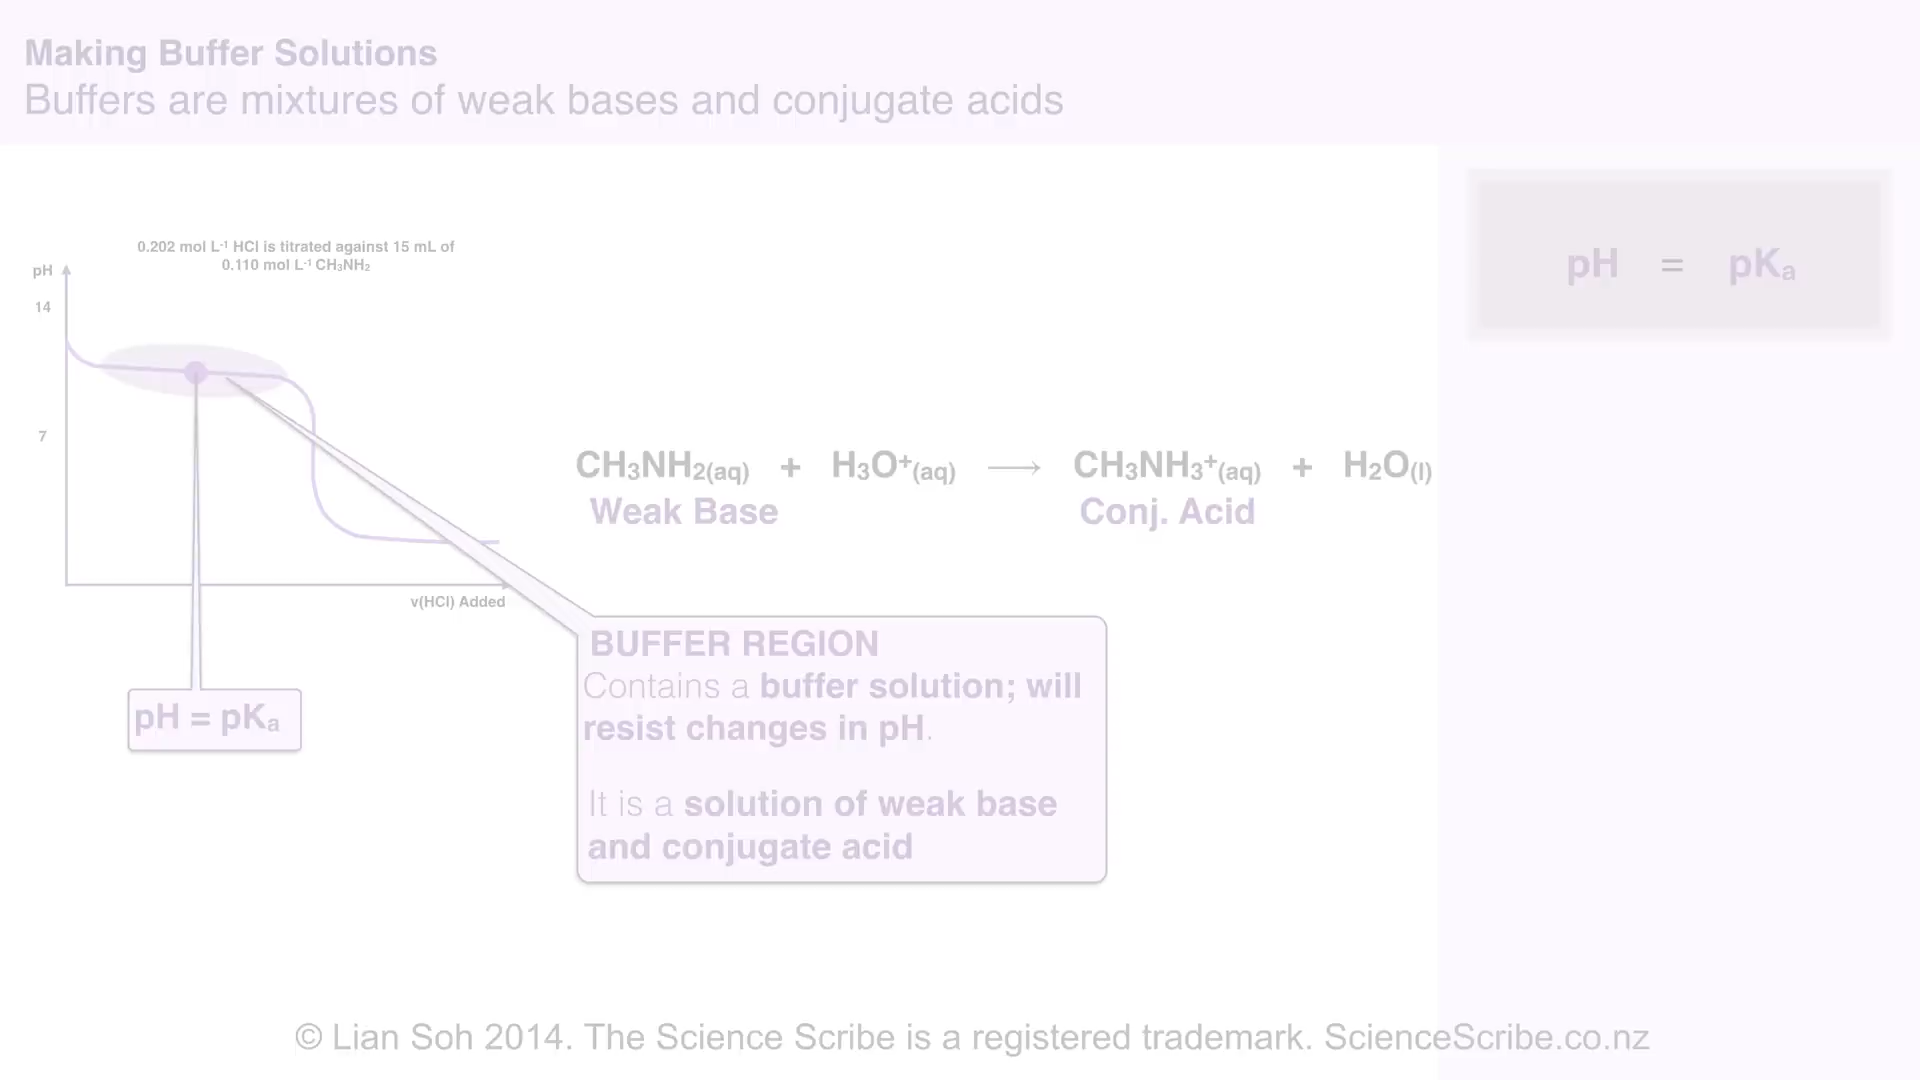 Making Buffer Solutions
Buffers are mixtures of weak bases and conjugate acids
0.202 mol L⁻¹ HCl is titrated against 15 mL of
0.110 mol L⁻¹ CH₃NH₂
pH
14
7
v(HCl) Added
pH = pKₐ
CH₃NH₂(aq) + H₃O⁺(aq) ⟶ CH₃NH₃⁺(aq) + H₂O(l)
Weak Base Conj. Acid
BUFFER REGION
Contains a buffer solution; will
resist changes in pH.
It is a solution of weak base
and conjugate acid
pH = pKₐ
© Lian Soh 2014. The Science Scribe is a registered trademark. ScienceScribe.co.nz